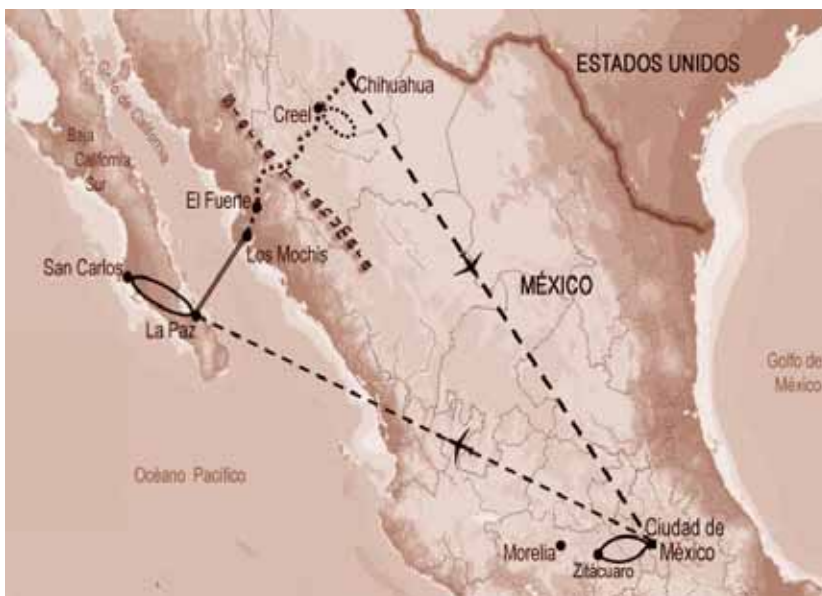 ESTADOS UNIDOS
Chihuahua
Creel
Golfo de California
Baja
California
Sur
El Fuerte
Los Mochis
San Carlos
MÉXICO
La Paz
Golfo de
México
Océano Pacífico
Ciudad de
México
Morelia
Zitácuaro